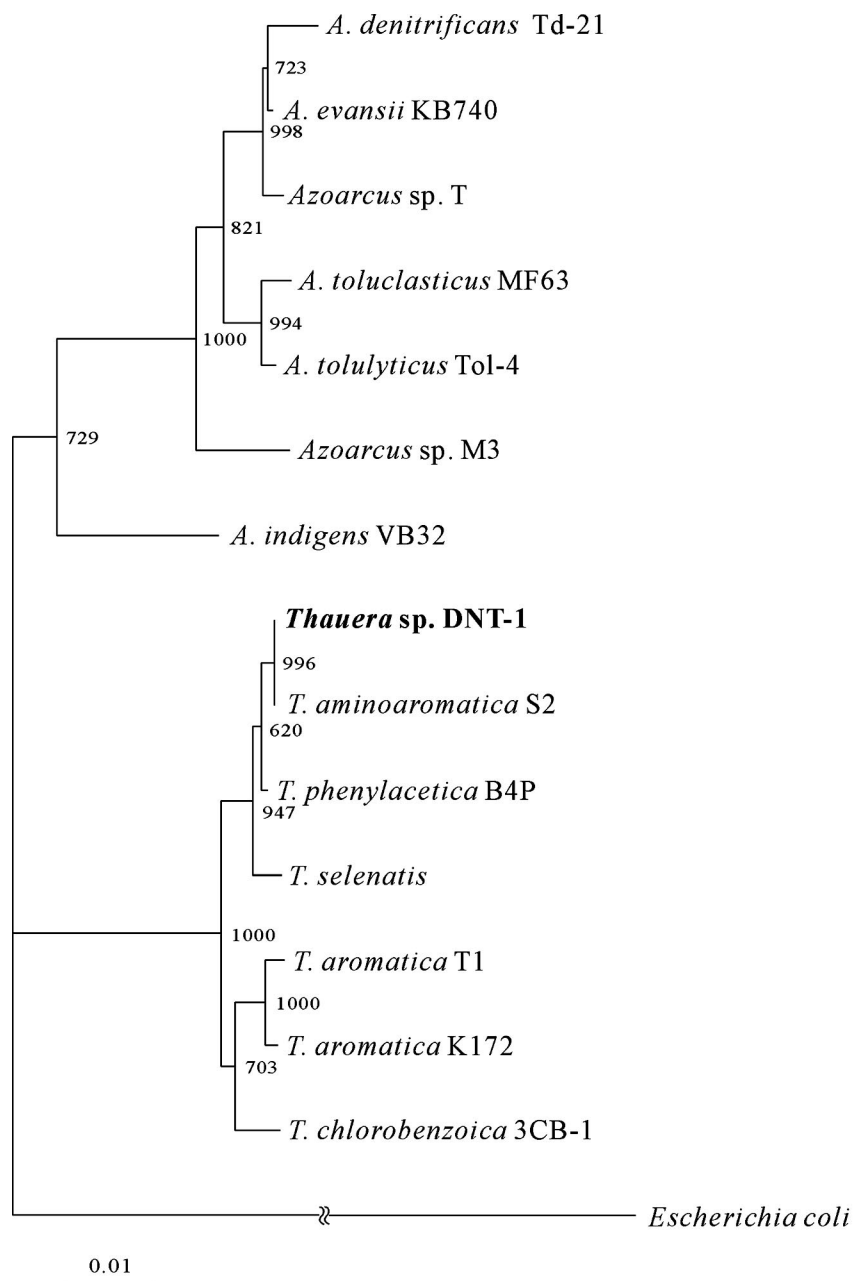 A. denitrificans Td-21
723
A. evansii KB740
998
Azoarcus sp. T
821
A. toluclasticus MF63
994
1000
A. tolulyticus Tol-4
729
Azoarcus sp. M3
A. indigens VB32
Thauera sp. DNT-1
996
T. aminoaromatica S2
620
T. phenylacetica B4P
947
T. selenatis
1000
T. aromatica T1
1000
T. aromatica K172
703
T. chlorobenzoica 3CB-1
Escherichia coli
0.01